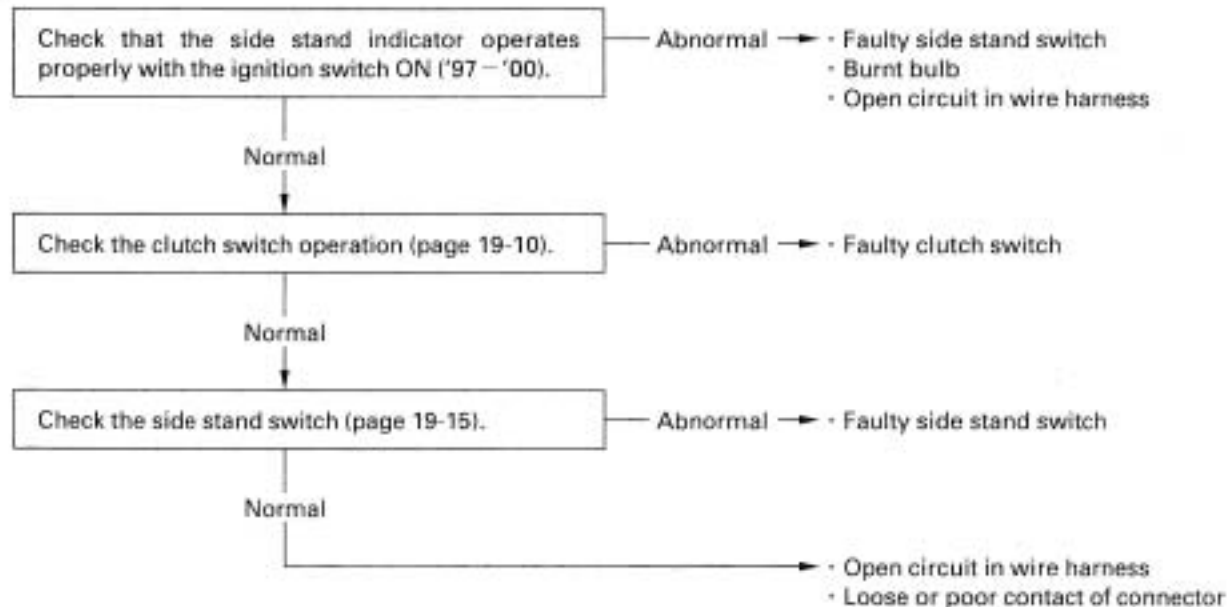 Check that the side stand indicator operates
properly with the ignition switch ON ('97 – '00).
Abnormal
· Faulty side stand switch
· Burnt bulb
· Open circuit in wire harness
Normal
Check the clutch switch operation (page 19-10).
Abnormal
· Faulty clutch switch
Normal
Check the side stand switch (page 19-15).
Abnormal
· Faulty side stand switch
Normal
· Open circuit in wire harness
· Loose or poor contact of connector